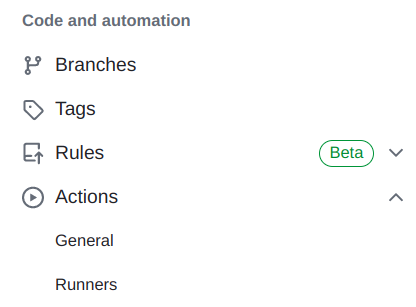 Code and automation
Branches
Tags
Rules Beta
Actions
General
Runners